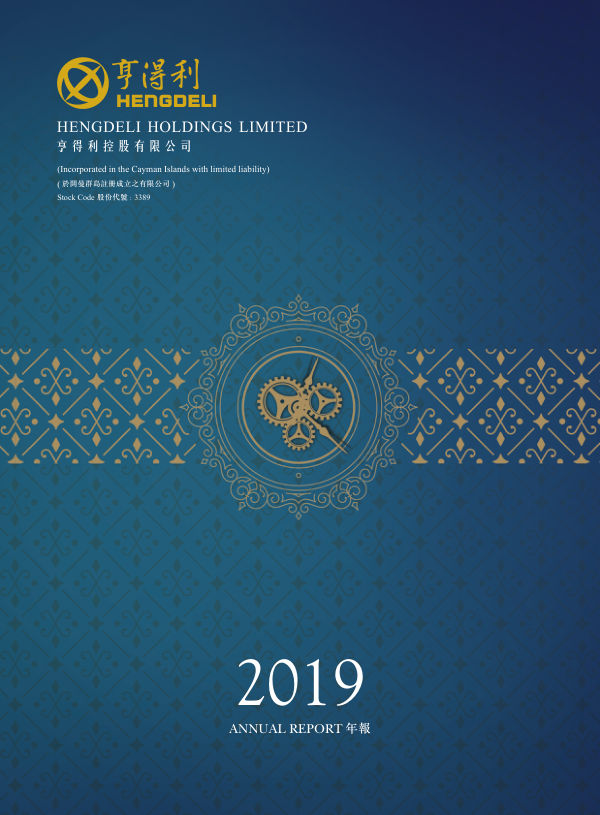 亨得利
HENGDELI
HENGDELI HOLDINGS LIMITED
亨得利控股有限公司
(Incorporated in the Cayman Islands with limited liability)
(於開曼群島註冊成立之有限公司)
Stock Code 股份代號 : 3389
2019
ANNUAL REPORT 年報